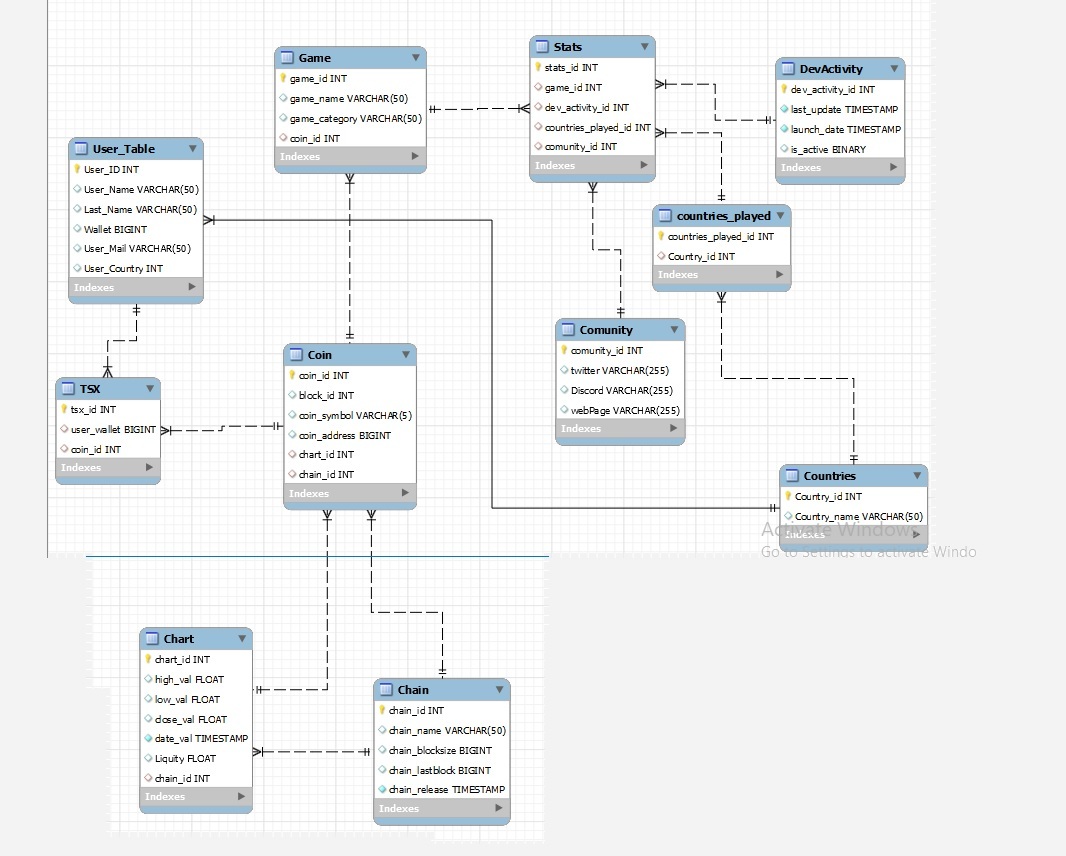 Game
game_id INT
game_name VARCHAR(50)
game_category VARCHAR(50)
coin_id INT
Indexes
Stats
stats_id INT
game_id INT
dev_activity_id INT
countries_played_id INT
comunity_id INT
Indexes
DevActivity
dev_activity_id INT
last_update TIMESTAMP
launch_date TIMESTAMP
is_active BINARY
Indexes
User_Table
User_ID INT
User_Name VARCHAR(50)
Last_Name VARCHAR(50)
Wallet BIGINT
User_Mail VARCHAR(50)
User_Country INT
Indexes
countries_played
countries_played_id INT
Country_id INT
Indexes
Comunity
comunity_id INT
twitter VARCHAR(255)
Discord VARCHAR(255)
webPage VARCHAR(255)
Indexes
Coin
coin_id INT
block_id INT
coin_symbol VARCHAR(5)
coin_address BIGINT
chart_id INT
chain_id INT
Indexes
TSX
tsx_id INT
user_wallet BIGINT
coin_id INT
Indexes
Countries
Country_id INT
Country_name VARCHAR(50)
Indexes
Activate Windows
Go to Settings to activate Windo
Chart
chart_id INT
high_val FLOAT
low_val FLOAT
close_val FLOAT
date_val TIMESTAMP
Liquity FLOAT
chain_id INT
Indexes
Chain
chain_id INT
chain_name VARCHAR(50)
chain_blocksize BIGINT
chain_lastblock BIGINT
chain_release TIMESTAMP
Indexes